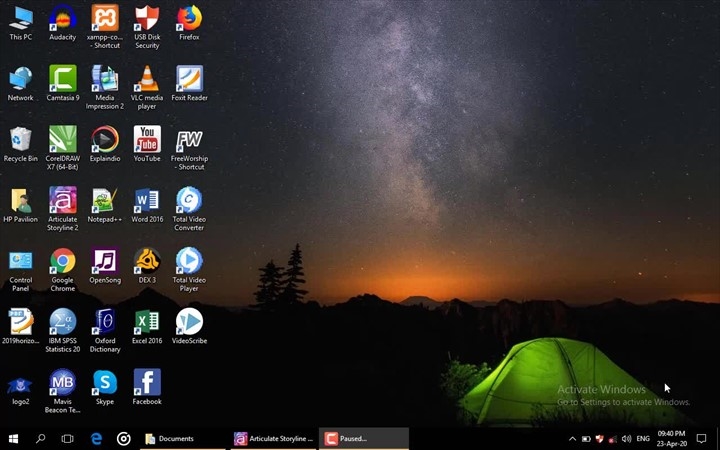 This PC
Audacity
xampp-co...
- Shortcut
USB Disk
Security
Firefox
Network
Camtasia 9
Media
Impression 2
VLC media
player
Foxit Reader
Recycle Bin
CorelDRAW
X7 (64-Bit)
Explaindio
You
Tube
YouTube
FW
FreeWorship
- Shortcut
HP Pavilion
Articulate
Storyline 2
Notepad++
Word 2016
Total Video
Converter
Control
Panel
Google
Chrome
OpenSong
DEX 3
Total Video
Player
2019horizo...
IBM SPSS
Statistics 20
Oxford
Dictionary
Excel 2016
VideoScribe
logo2
MB
Mavis
Beacon Te...
Skype
Facebook
Activate Windows
Go to Settings to activate Windows.
Documents
Articulate Storyline ...
Paused...
ENG
09:40 PM
23-Apr-20